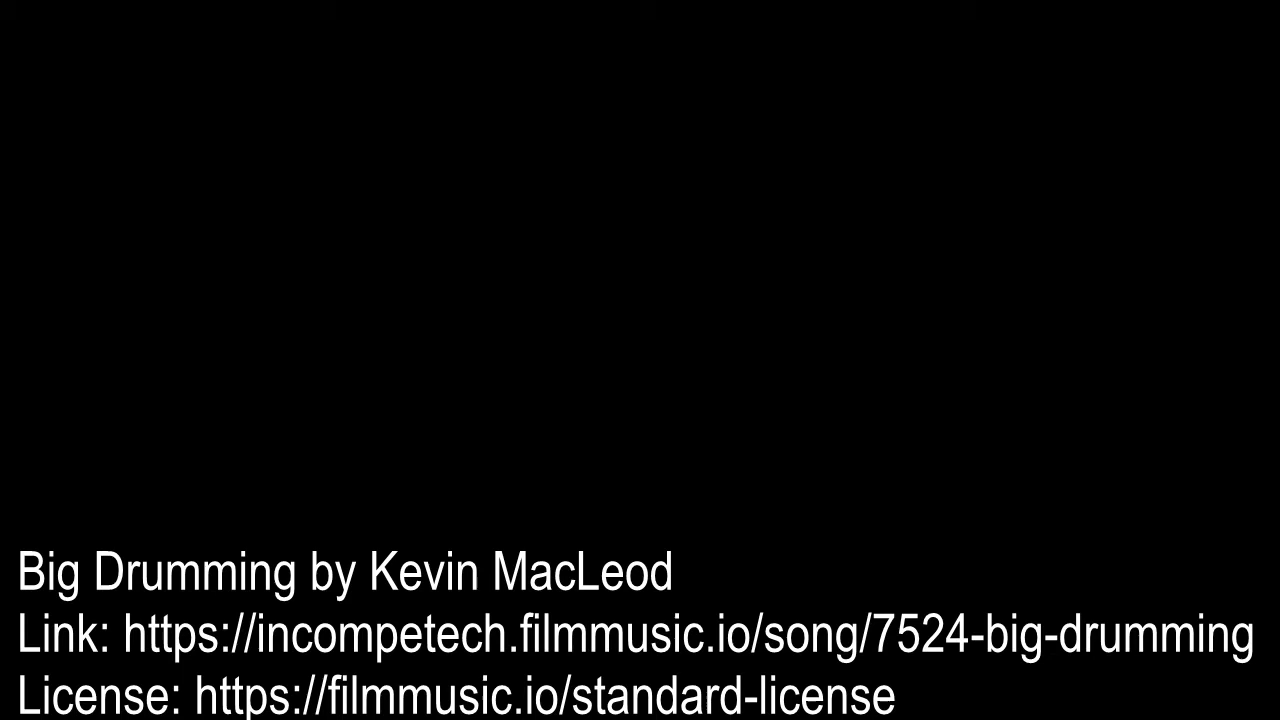 Big Drumming by Kevin MacLeod
Link: https://incompetech.filmmusic.io/song/7524-big-drumming
License: https://filmmusic.io/standard-license